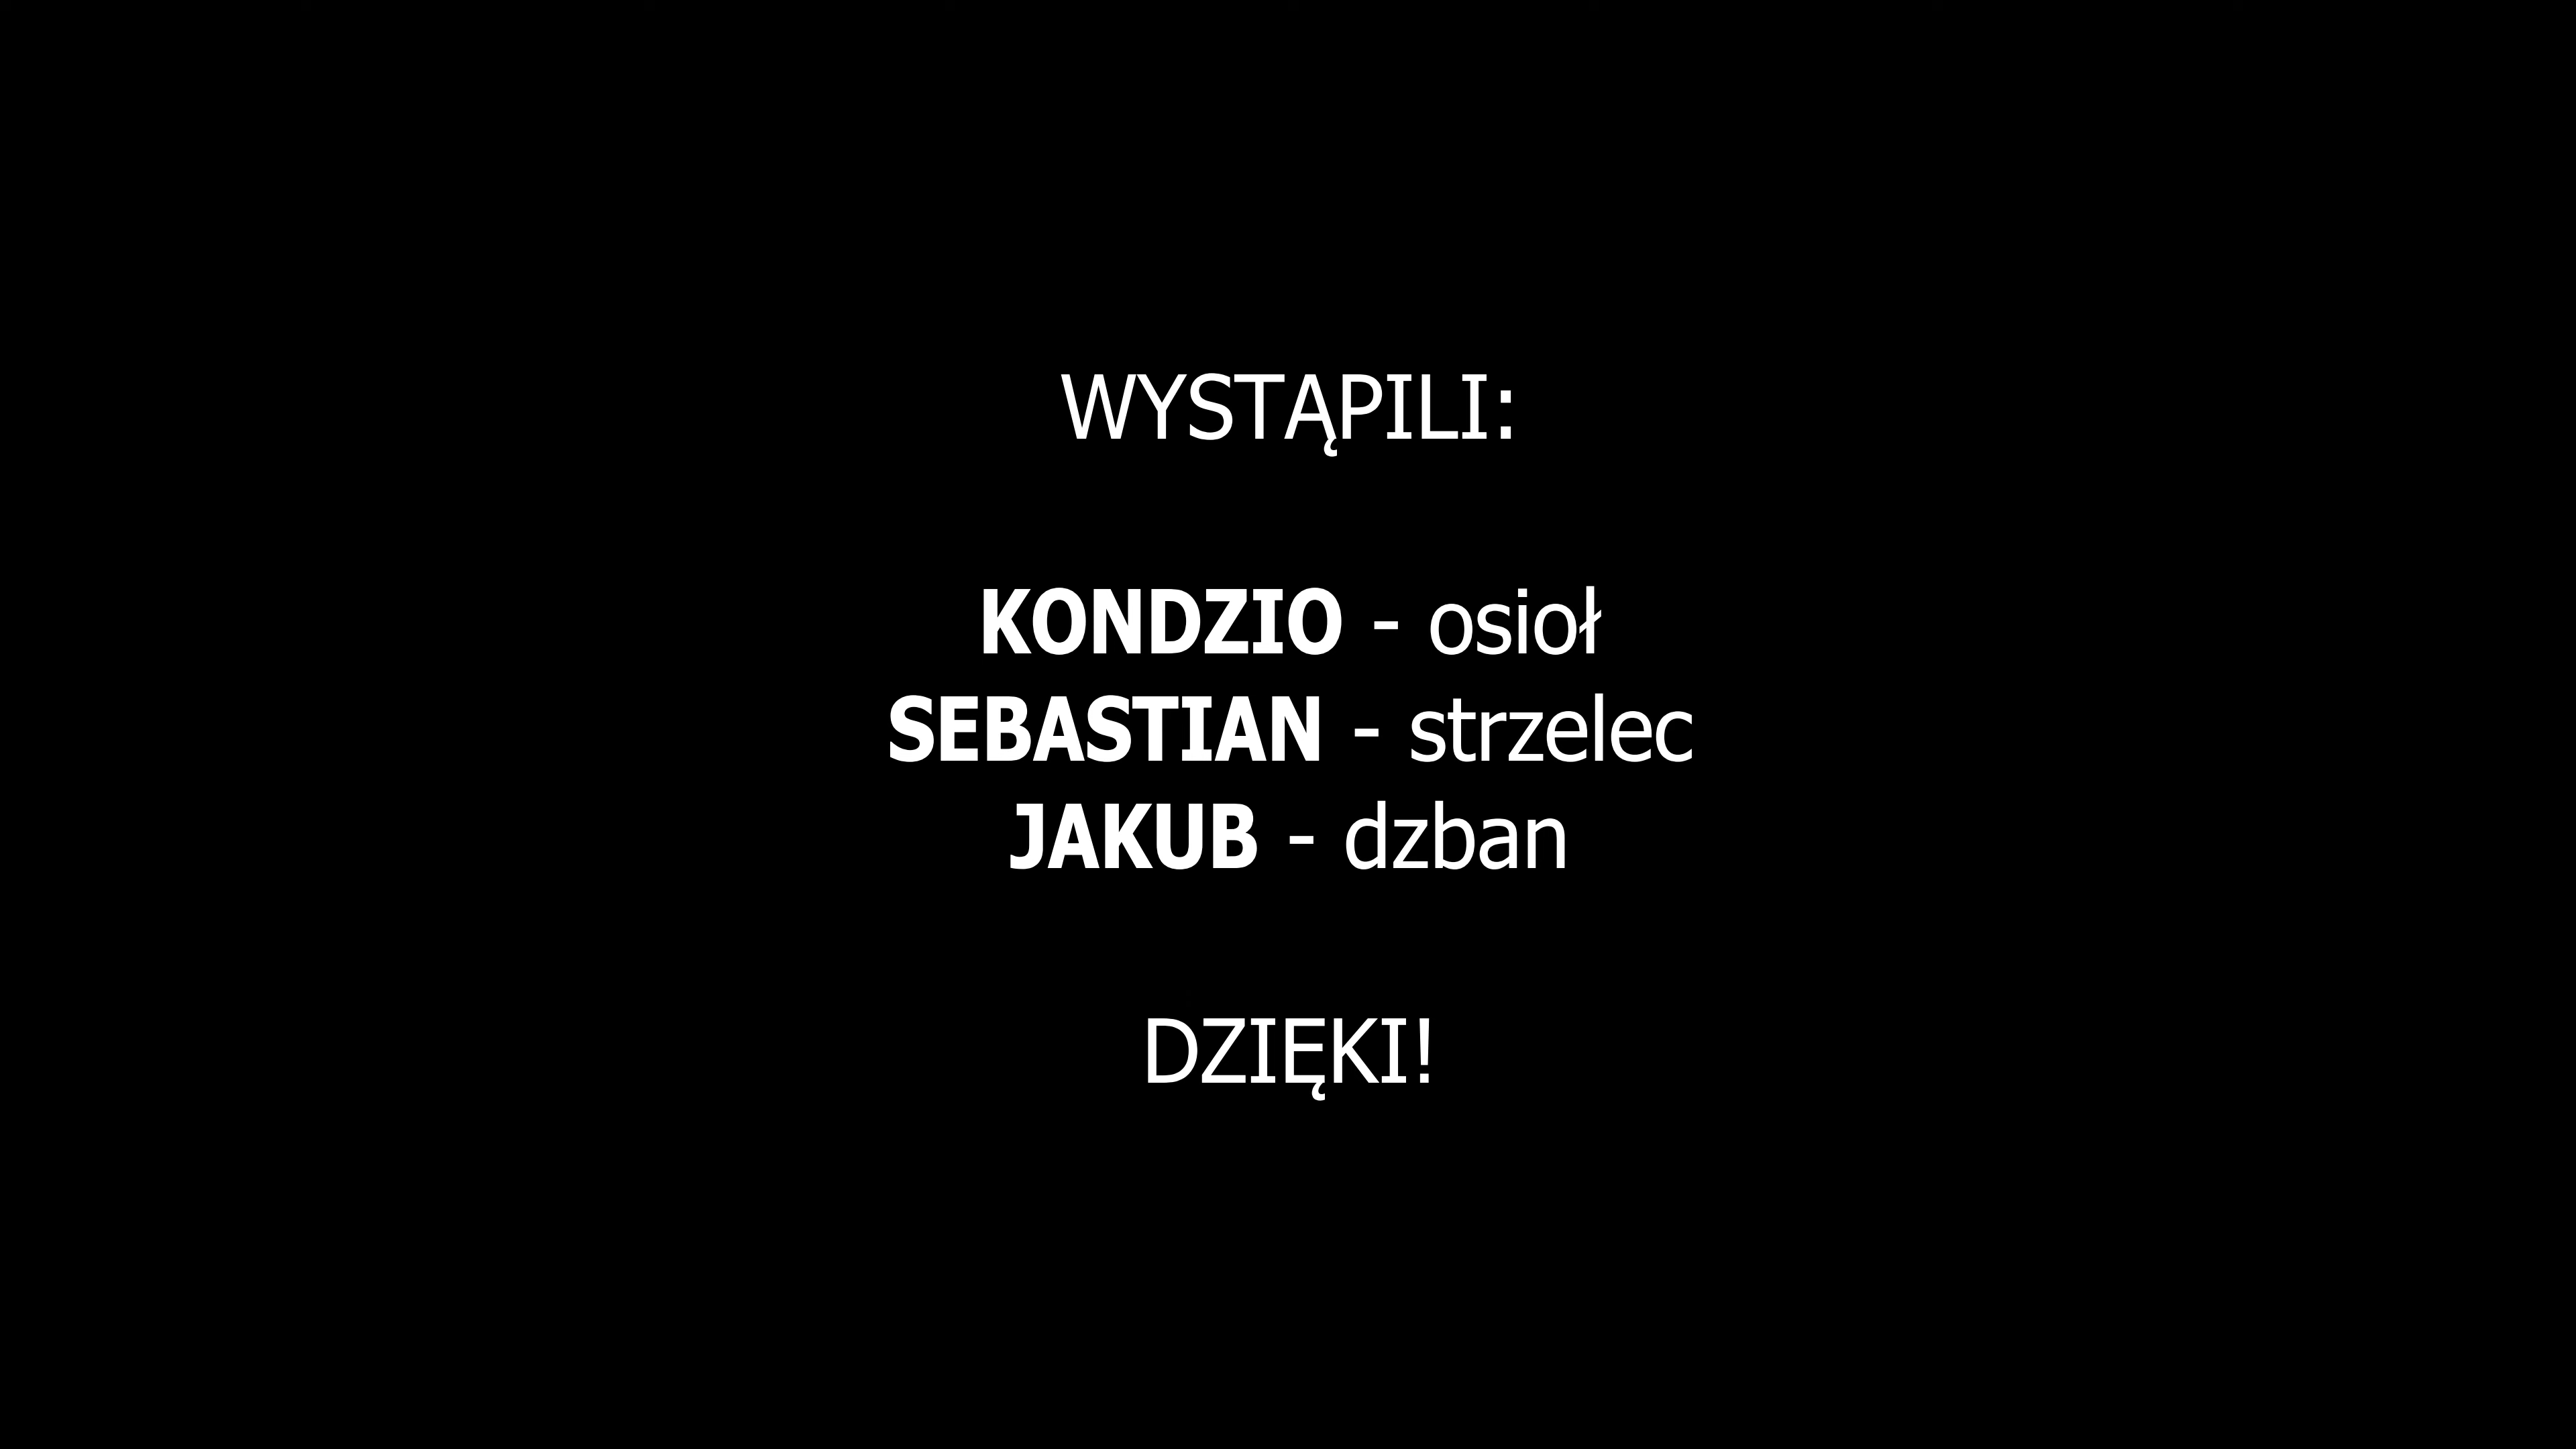 WYSTĄPILI:
KONDZIO - osioł
SEBASTIAN - strzelec
JAKUB - dzban
DZIĘKI!